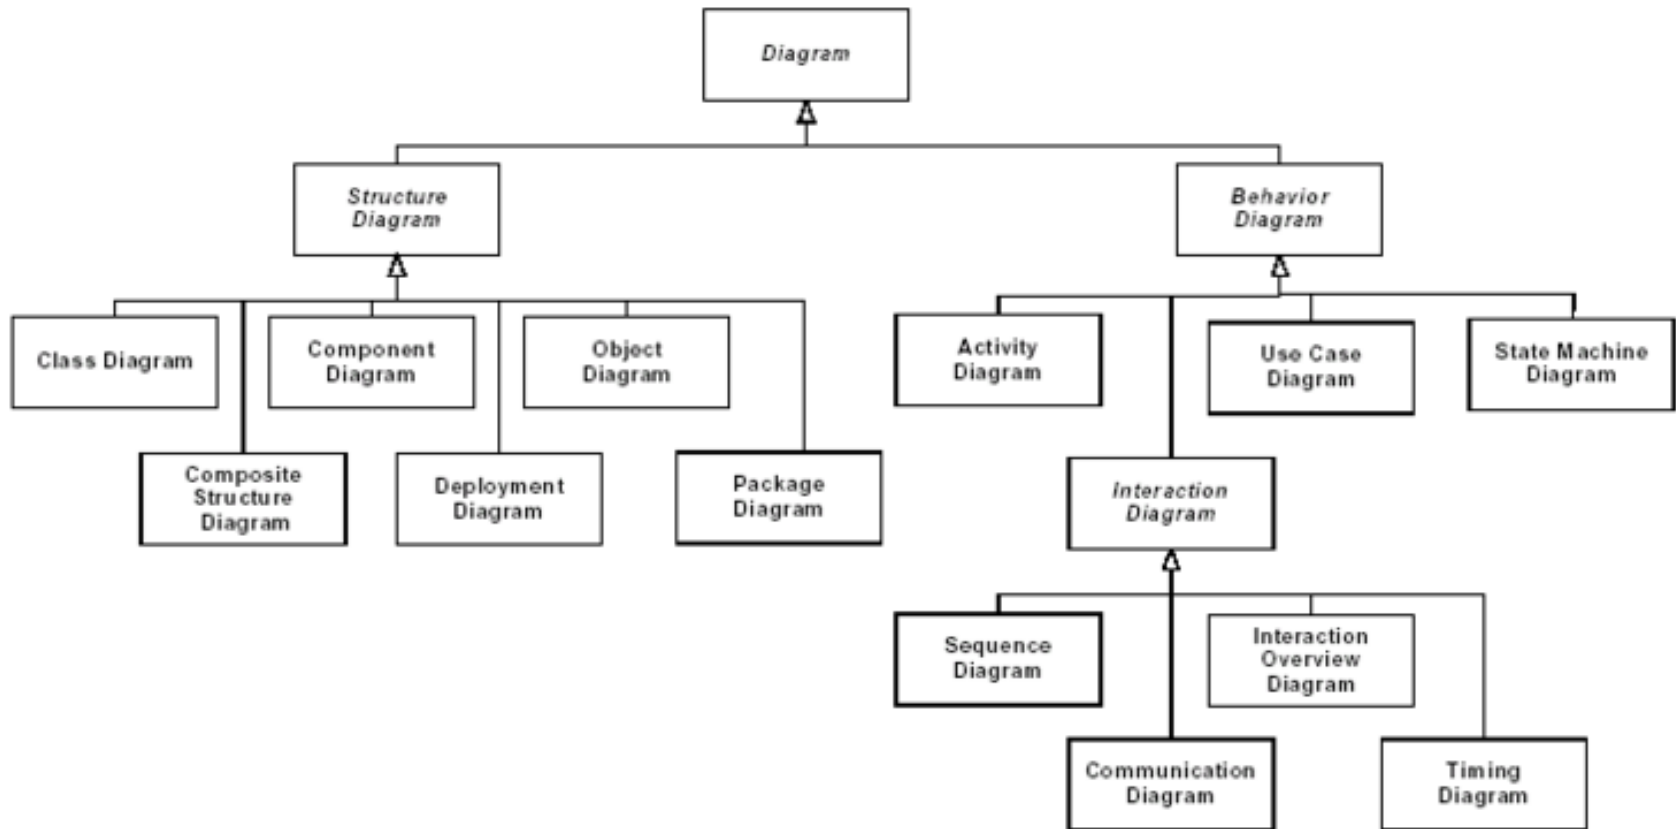 Diagram
Structure
Diagram
Behavior
Diagram
Class Diagram
Component
Diagram
Object
Diagram
Activity
Diagram
Use Case
Diagram
State Machine
Diagram
Composite
Structure
Diagram
Deployment
Diagram
Package
Diagram
Interaction
Diagram
Sequence
Diagram
Interaction
Overview
Diagram
Communication
Diagram
Timing
Diagram